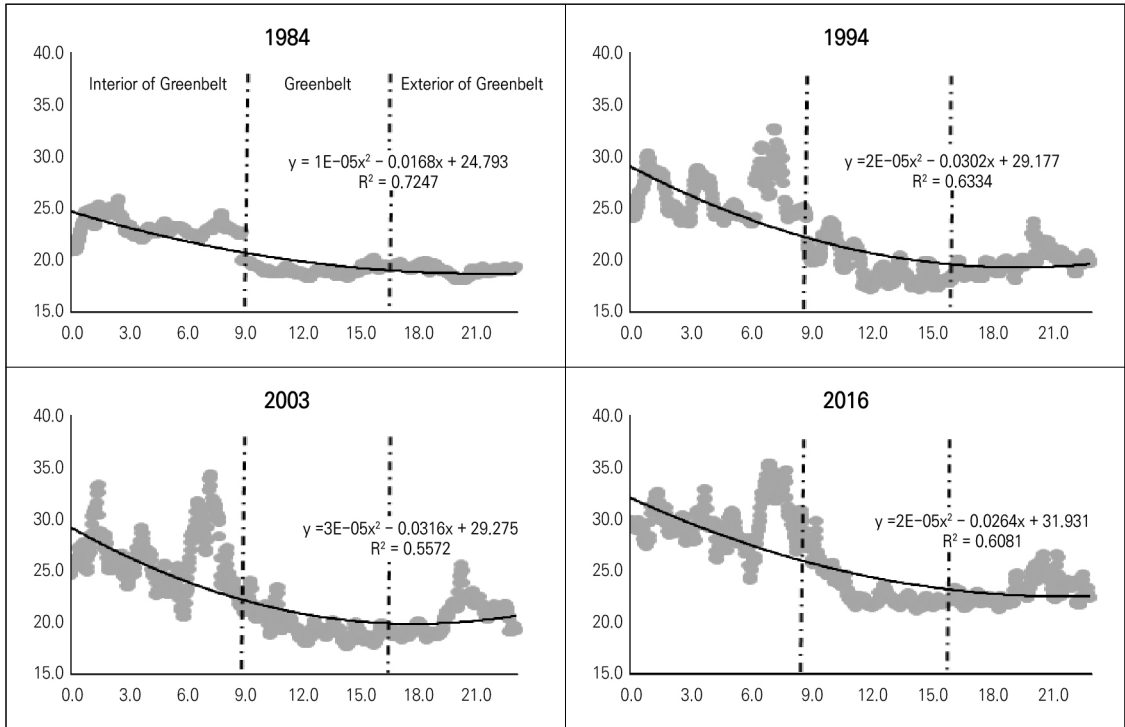 1984
40.0
35.0
30.0
25.0
20.0
15.0
Interior of Greenbelt Greenbelt Exterior of Greenbelt
y = 1E−05x² − 0.0168x + 24.793
R² = 0.7247
0.0 3.0 6.0 9.0 12.0 15.0 18.0 21.0
1994
40.0
35.0
30.0
25.0
20.0
15.0
y =2E−05x² − 0.0302x + 29.177
R² = 0.6334
0.0 3.0 6.0 9.0 12.0 15.0 18.0 21.0
2003
40.0
35.0
30.0
25.0
20.0
15.0
y =3E−05x² − 0.0316x + 29.275
R² = 0.5572
0.0 3.0 6.0 9.0 12.0 15.0 18.0 21.0
2016
40.0
35.0
30.0
25.0
20.0
15.0
y =2E−05x² − 0.0264x + 31.931
R² = 0.6081
0.0 3.0 6.0 9.0 12.0 15.0 18.0 21.0